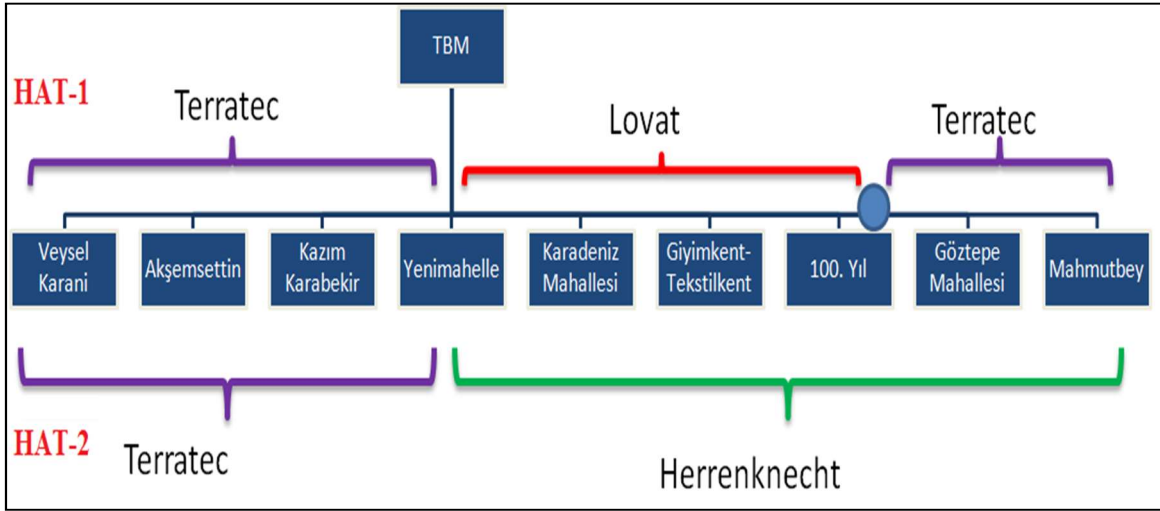 TBM
HAT-1
Terratec
Lovat
Terratec
Veysel
Karani
Akşemsettin
Kazım
Karabekir
Yenimahelle
Karadeniz
Mahallesi
Giyimkent-
Tekstilkent
100. Yıl
Göztepe
Mahallesi
Mahmutbey
HAT-2
Terratec
Herrenknecht